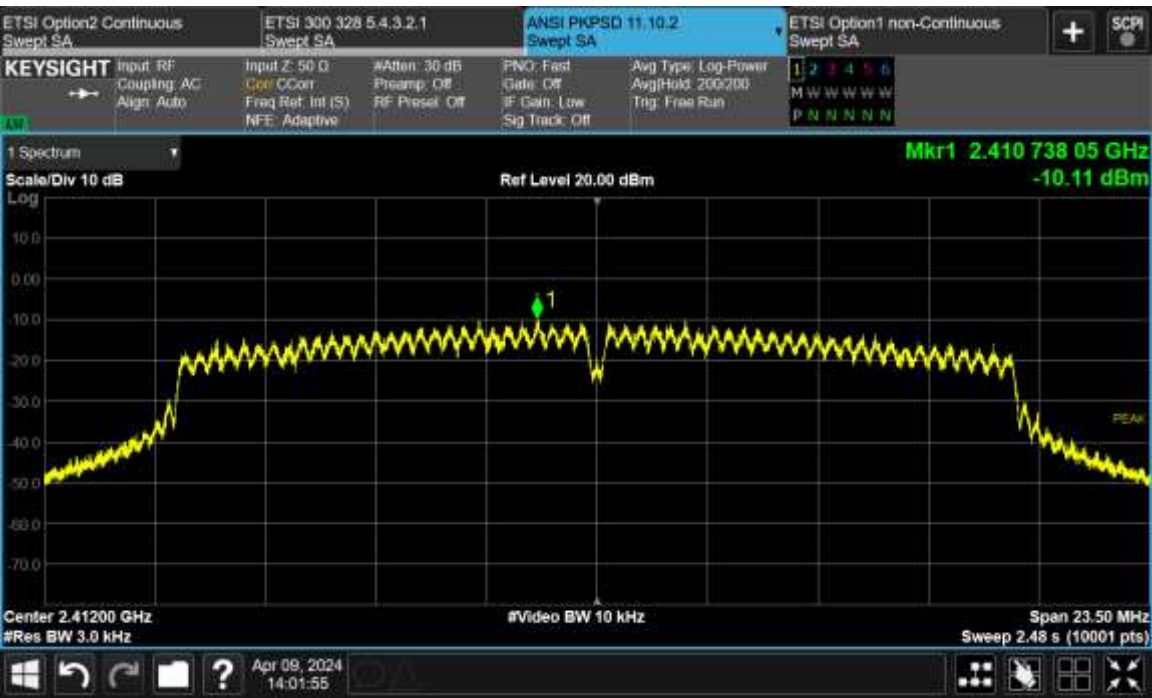 ETSI Option2 Continuous
Swept SA
ETSI 300 328 5.4.3.2.1
Swept SA
ANSI PKPSD 11.10.2
Swept SA
ETSI Option1 non-Continuous
Swept SA
SCPI
KEYSIGHT
Input: RF
Coupling: AC
Align: Auto
Input Z: 50 Ω
Corr CCorr
Freq Ref: Int (S)
NFE: Adaptive
#Atten: 30 dB
Preamp: Off
RF Presel: Off
PNO: Fast
Gate: Off
IF Gain: Low
Sig Track: Off
Avg Type: Log-Power
Avg|Hold: 200/200
Trig: Free Run
1 2 3 4 5 6
M W W W W W
P N N N N N
1 Spectrum
Scale/Div 10 dB
Ref Level 20.00 dBm
Mkr1 2.410 738 05 GHz
-10.11 dBm
Log
10.0
0.00
-10.0
-20.0
-30.0
-40.0
-50.0
-60.0
-70.0
1
PEAK
Center 2.41200 GHz
#Video BW 10 kHz
Span 23.50 MHz
#Res BW 3.0 kHz
Sweep 2.48 s (10001 pts)
Apr 09, 2024
14:01:55